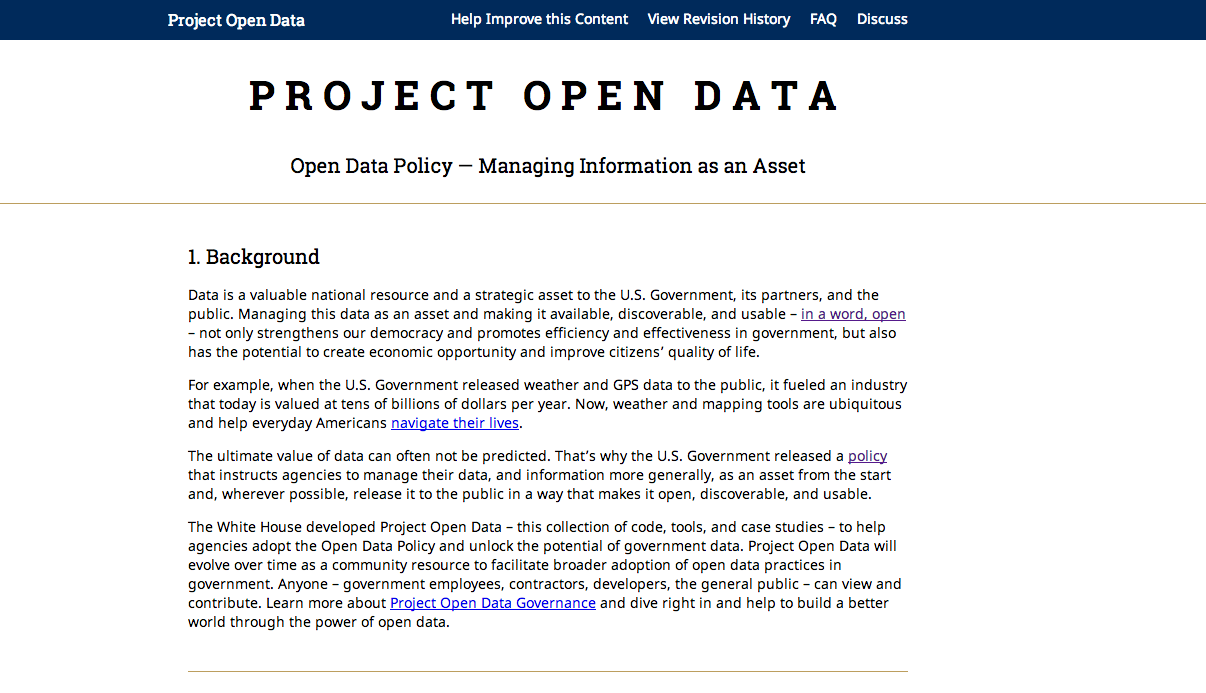 Project Open Data
Help Improve this Content View Revision History FAQ Discuss
PROJECT OPEN DATA
Open Data Policy — Managing Information as an Asset
1. Background
Data is a valuable national resource and a strategic asset to the U.S. Government, its partners, and the
public. Managing this data as an asset and making it available, discoverable, and usable – in a word, open
– not only strengthens our democracy and promotes efficiency and effectiveness in government, but also
has the potential to create economic opportunity and improve citizens’ quality of life.
For example, when the U.S. Government released weather and GPS data to the public, it fueled an industry
that today is valued at tens of billions of dollars per year. Now, weather and mapping tools are ubiquitous
and help everyday Americans navigate their lives.
The ultimate value of data can often not be predicted. That’s why the U.S. Government released a policy
that instructs agencies to manage their data, and information more generally, as an asset from the start
and, wherever possible, release it to the public in a way that makes it open, discoverable, and usable.
The White House developed Project Open Data – this collection of code, tools, and case studies – to help
agencies adopt the Open Data Policy and unlock the potential of government data. Project Open Data will
evolve over time as a community resource to facilitate broader adoption of open data practices in
government. Anyone – government employees, contractors, developers, the general public – can view and
contribute. Learn more about Project Open Data Governance and dive right in and help to build a better
world through the power of open data.